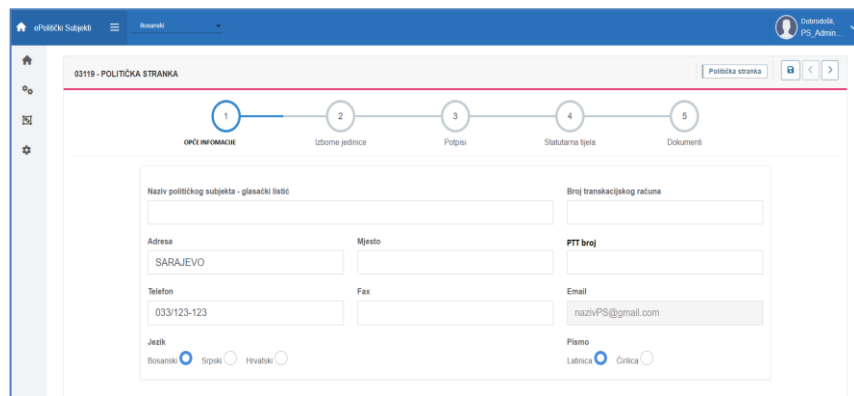 ePolitički Subjekti Bosanski Dobrodošli,
PS_Admin...
03119 - POLITIČKA STRANKA Politička stranka
1 2 3 4 5
OPĆE INFOMACIJE Izborne jedinice Potpisi Statutarna tijela Dokumenti
Naziv političkog subjekta - glasački listić Broj transkacijskog računa
Adresa Mjesto PTT broj
SARAJEVO
Telefon Fax Email
033/123-123 nazivPS@gmail.com
Jezik Pismo
Bosanski Srpski Hrvatski Latinica Ćirilica